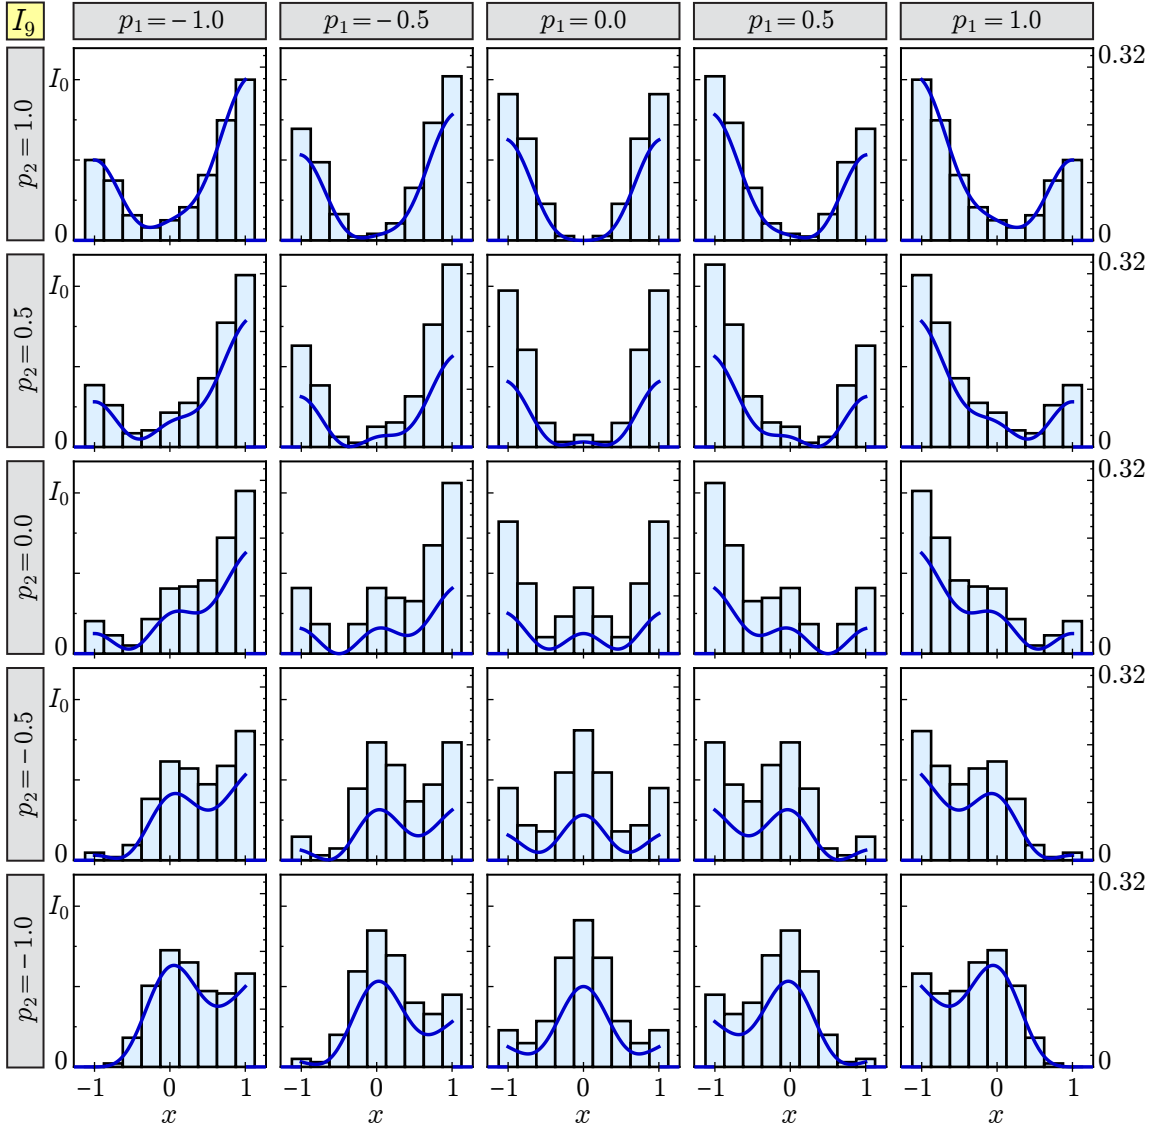 I₉ p₁ = −1.0 p₁ = −0.5 p₁ = 0.0 p₁ = 0.5 p₁ = 1.0
p₂ = 1.0 I₀ 0 0.32 0
p₂ = 0.5 I₀ 0 0.32 0
p₂ = 0.0 I₀ 0 0.32 0
p₂ = −0.5 I₀ 0 0.32 0
p₂ = −1.0 I₀ 0 0.32 0
−1 0 1 −1 0 1 −1 0 1 −1 0 1 −1 0 1
x x x x x